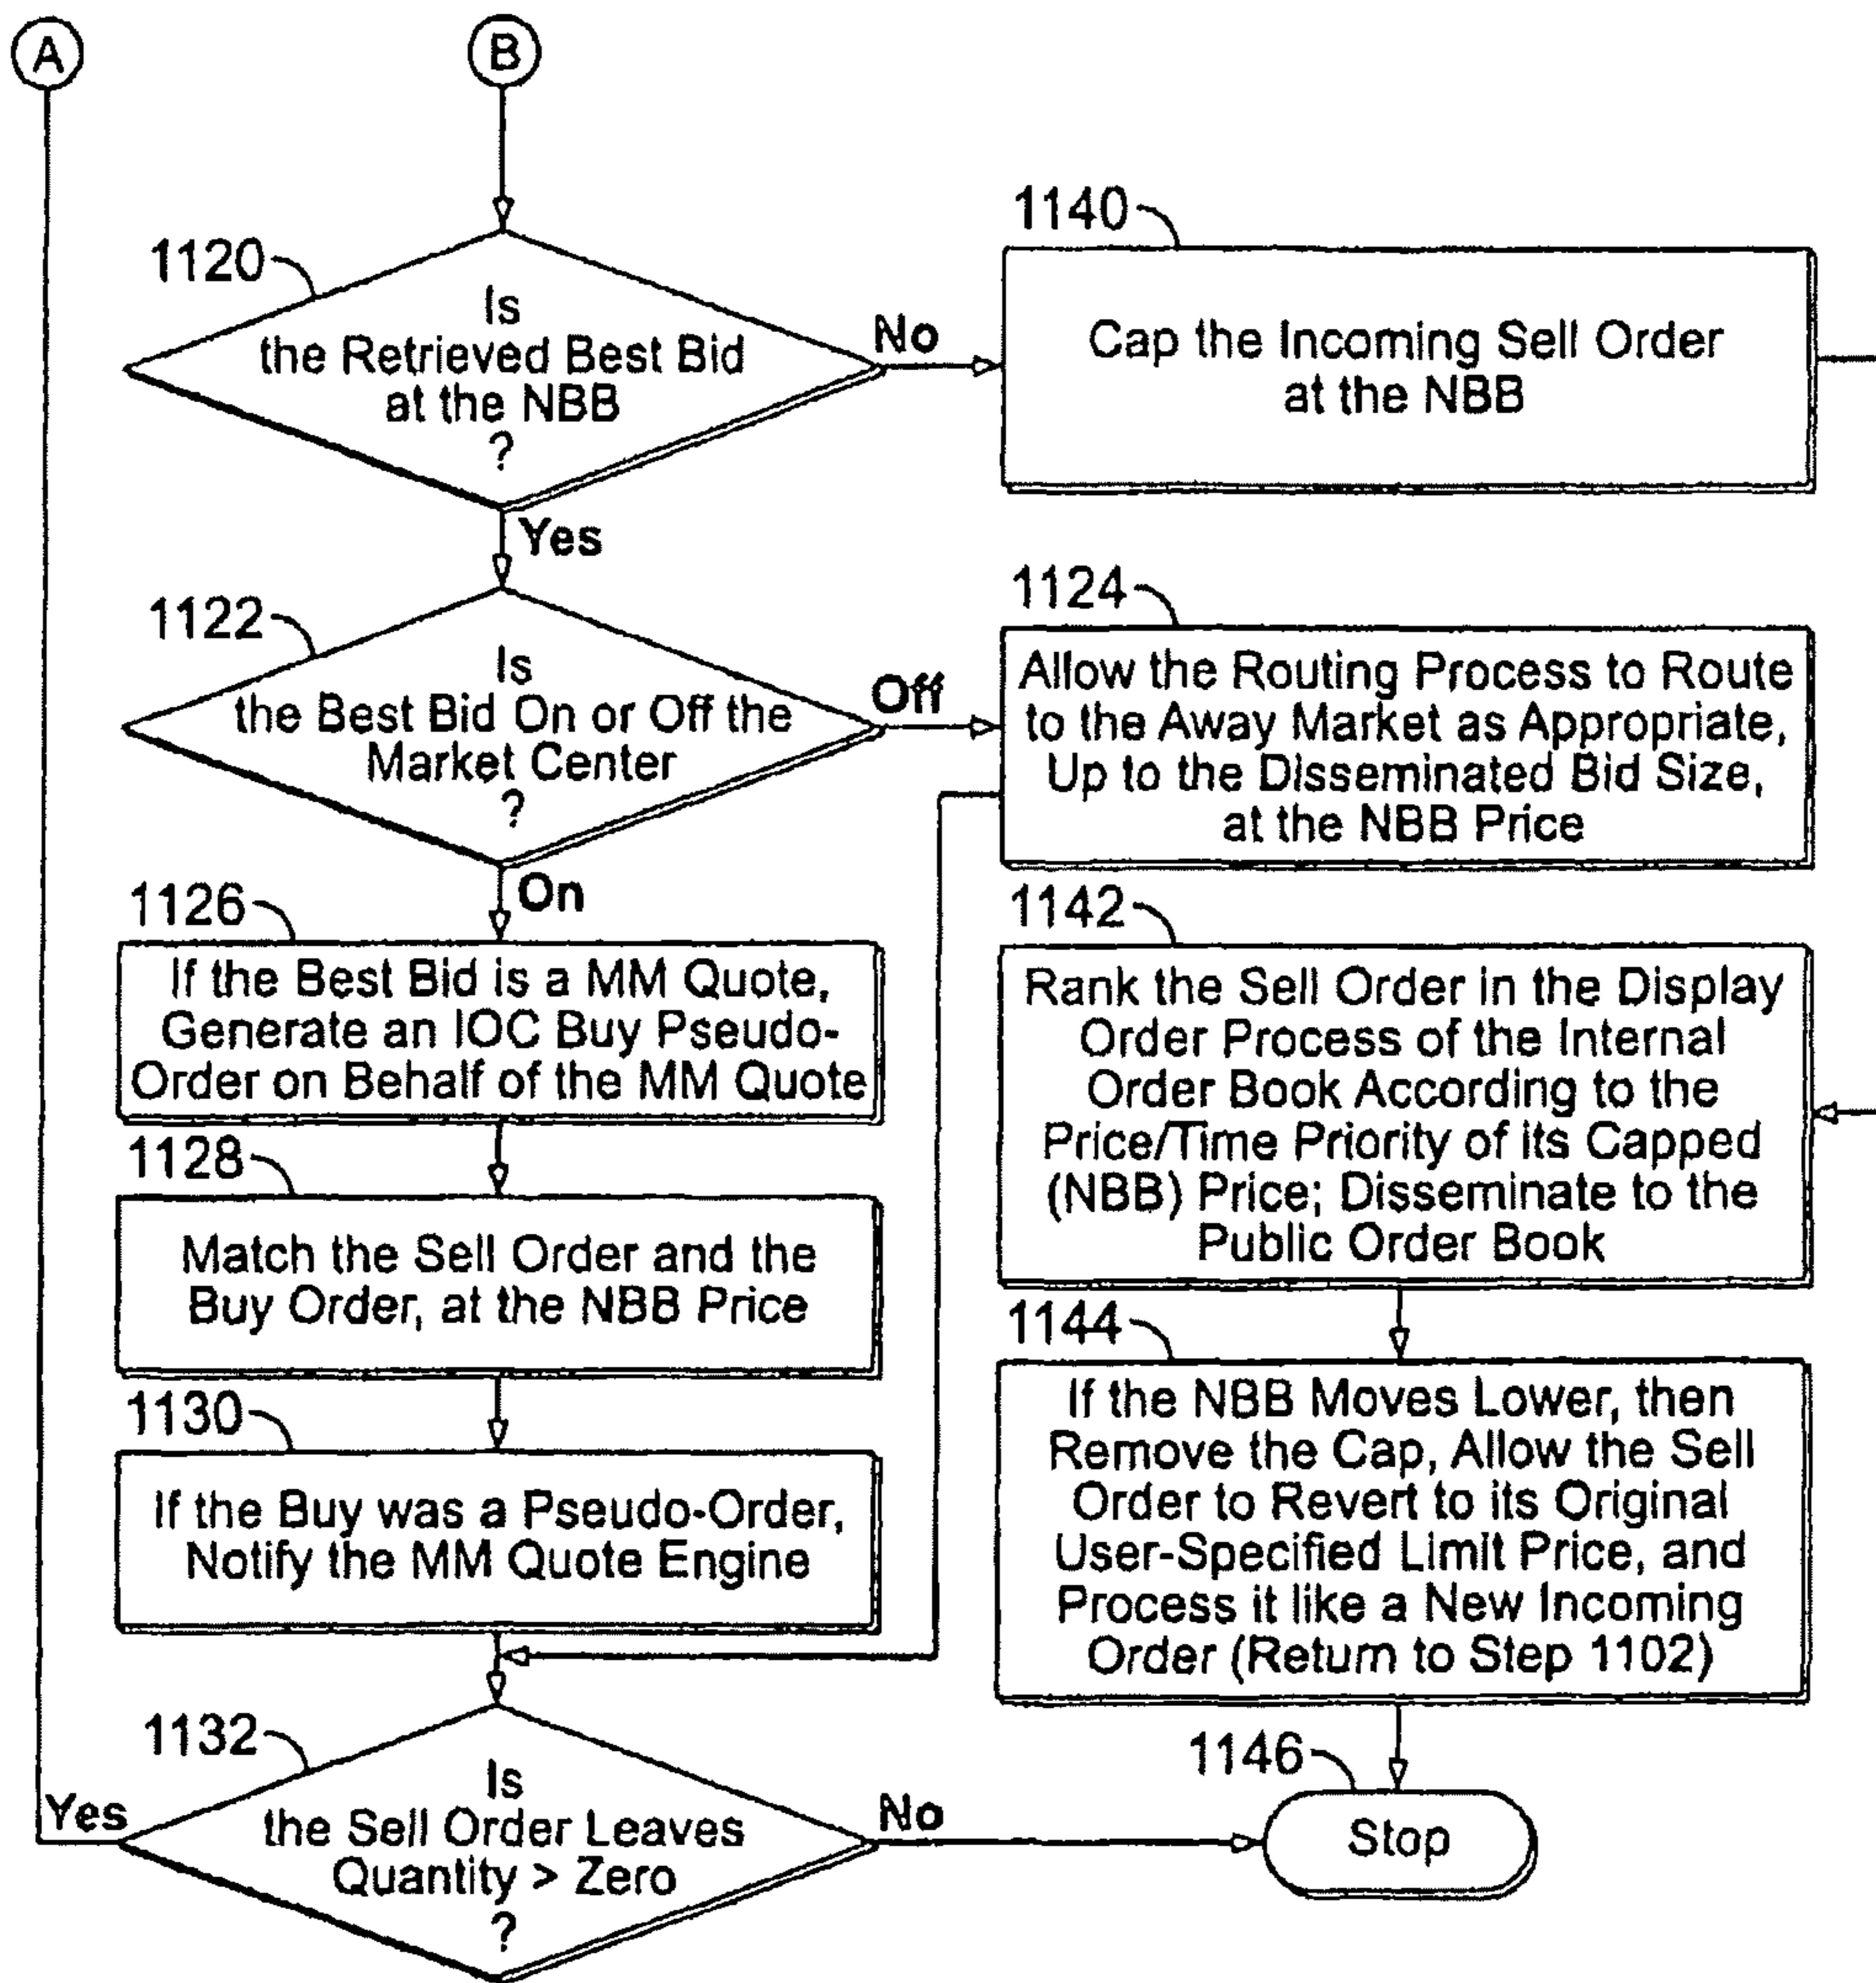 A
B
1120
Is
the Retrieved Best Bid
at the NBB
?
No
Yes
1140
Cap the Incoming Sell Order
at the NBB
1122
Is
the Best Bid On or Off the
Market Center
?
Off
On
1124
Allow the Routing Process to Route
to the Away Market as Appropriate,
Up to the Disseminated Bid Size,
at the NBB Price
1126
If the Best Bid is a MM Quote,
Generate an IOC Buy Pseudo-
Order on Behalf of the MM Quote
1128
Match the Sell Order and the
Buy Order, at the NBB Price
1130
If the Buy was a Pseudo-Order,
Notify the MM Quote Engine
1142
Rank the Sell Order in the Display
Order Process of the Internal
Order Book According to the
Price/Time Priority of its Capped
(NBB) Price; Disseminate to the
Public Order Book
1144
If the NBB Moves Lower, then
Remove the Cap, Allow the Sell
Order to Revert to its Original
User-Specified Limit Price, and
Process it like a New Incoming
Order (Return to Step 1102)
1132
Is
the Sell Order Leaves
Quantity > Zero
?
Yes
No
1146
Stop